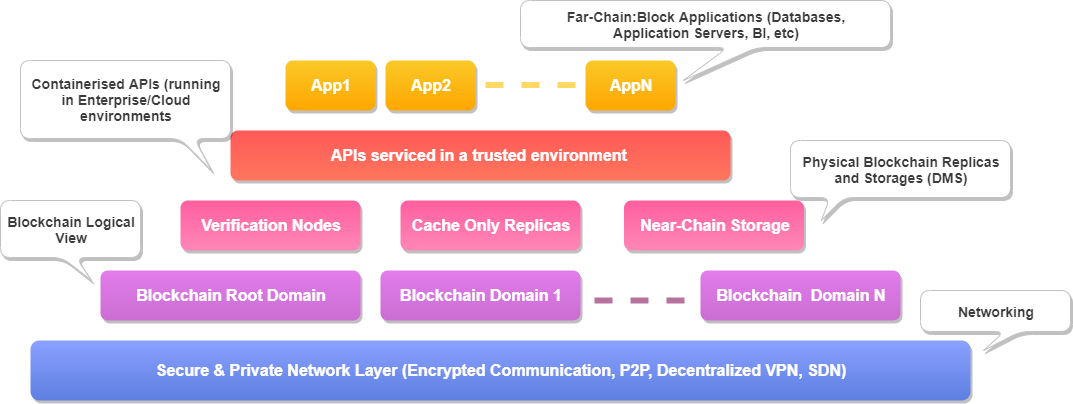 Far-Chain:Block Applications (Databases,
Application Servers, BI, etc)
Containerised APIs (running
in Enterprise/Cloud
environments
App1
App2
AppN
APIs serviced in a trusted environment
Physical Blockchain Replicas
and Storages (DMS)
Blockchain Logical
View
Verification Nodes
Cache Only Replicas
Near-Chain Storage
Blockchain Root Domain
Blockchain Domain 1
Blockchain  Domain N
Networking
Secure & Private Network Layer (Encrypted Communication, P2P, Decentralized VPN, SDN)